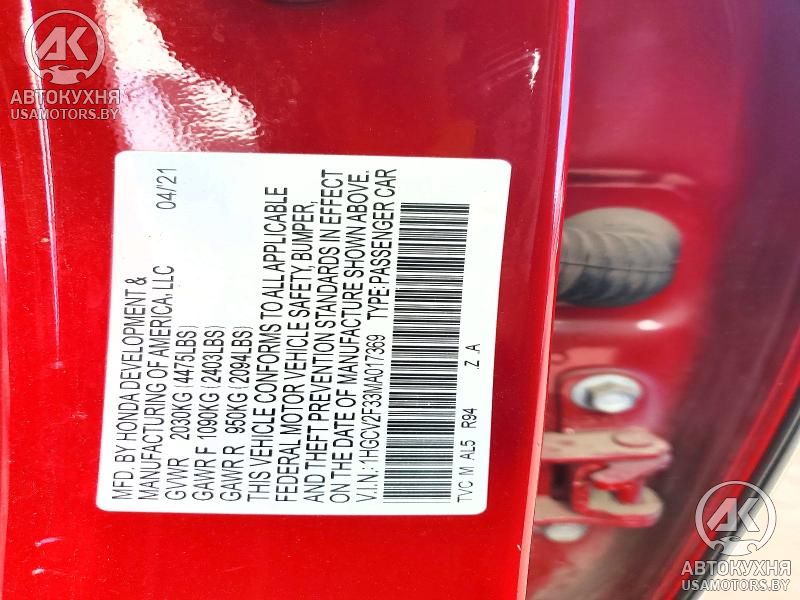 AK
АВТОКУХНЯ
USAMOTORS.BY
MFD. BY HONDA DEVELOPMENT &
MANUFACTURING OF AMERICA, LLC
GVWR 2030KG (4475LBS) 04/'21
GAWR F 1090KG (2403LBS)
GAWR R 950KG (2094LBS)
THIS VEHICLE CONFORMS TO ALL APPLICABLE
FEDERAL MOTOR VEHICLE SAFETY, BUMPER,
AND THEFT PREVENTION STANDARDS IN EFFECT
ON THE DATE OF MANUFACTURE SHOWN ABOVE.
V.I.N.: 1HGCV2F33MA017369 TYPE:PASSENGER CAR
TVC M AL5 R94 Z .A
AK
АВТОКУХНЯ
USAMOTORS.BY